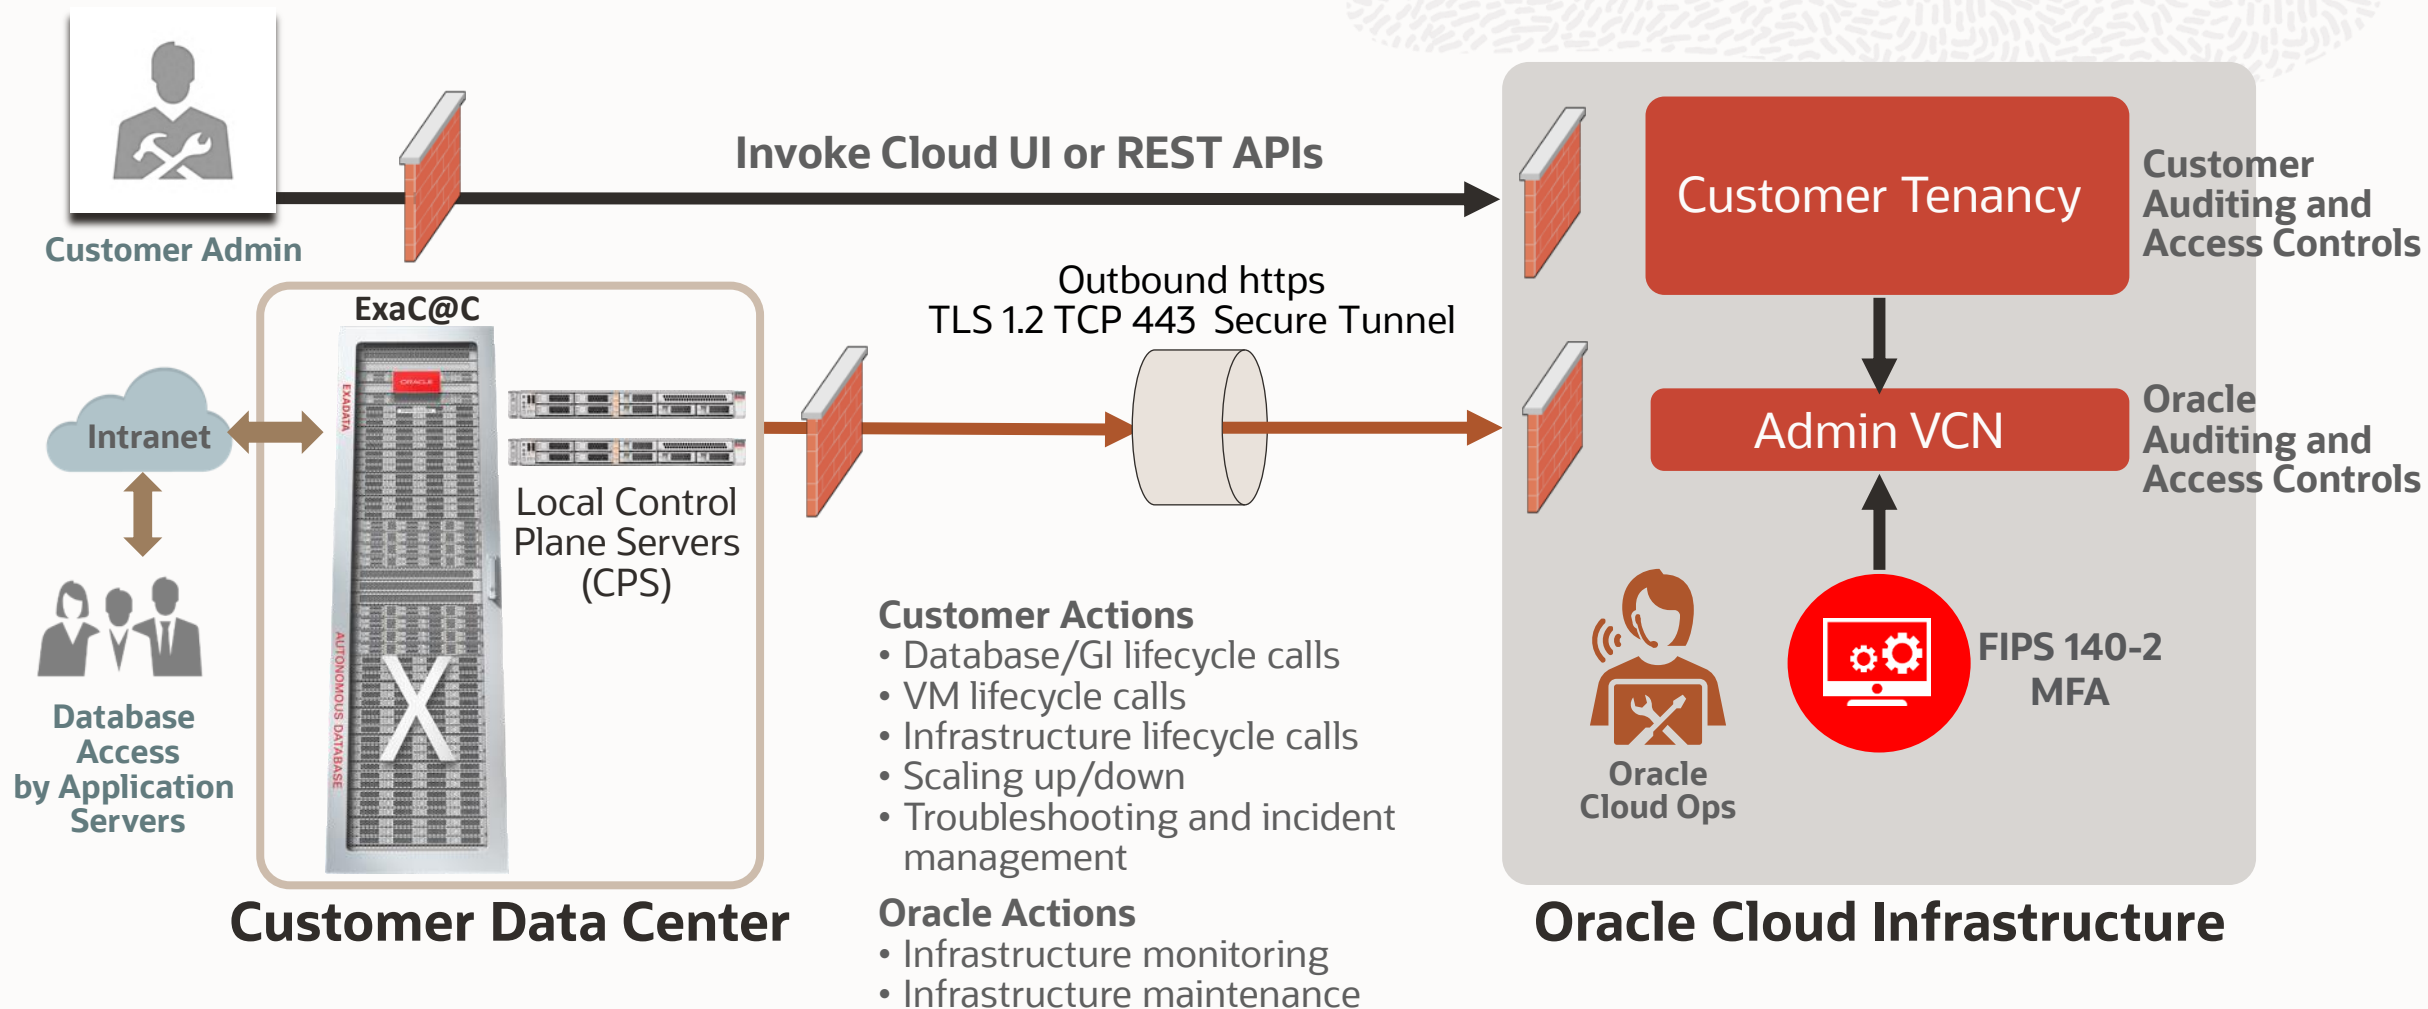 Customer Admin
Invoke Cloud UI or REST APIs
Customer Tenancy
Customer
Auditing and
Access Controls
Outbound https
TLS 1.2 TCP 443 Secure Tunnel
ExaC@C
ORACLE
EXADATA
AUTONOMOUS DATABASE
X
Intranet
Local Control
Plane Servers
(CPS)
Database
Access
by Application
Servers
Customer Data Center
Admin VCN
Oracle
Auditing and
Access Controls
Customer Actions
• Database/GI lifecycle calls
• VM lifecycle calls
• Infrastructure lifecycle calls
• Scaling up/down
• Troubleshooting and incident
management
Oracle Actions
• Infrastructure monitoring
• Infrastructure maintenance
Oracle
Cloud Ops
FIPS 140-2
MFA
Oracle Cloud Infrastructure